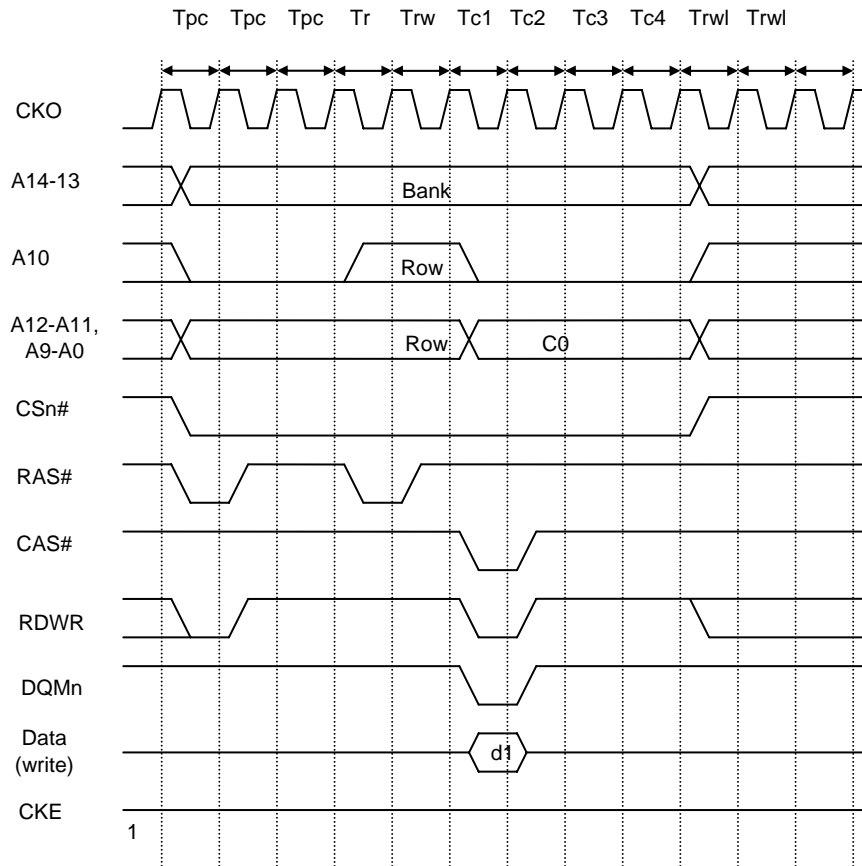 Tpc Tpc Tpc Tr Trw Tc1 Tc2 Tc3 Tc4 Trwl Trwl
CKO
A14-13
Bank
A10
Row
A12-A11,
A9-A0
Row C0
CSn#
RAS#
CAS#
RDWR
DQMn
Data
(write)
d1
CKE
1